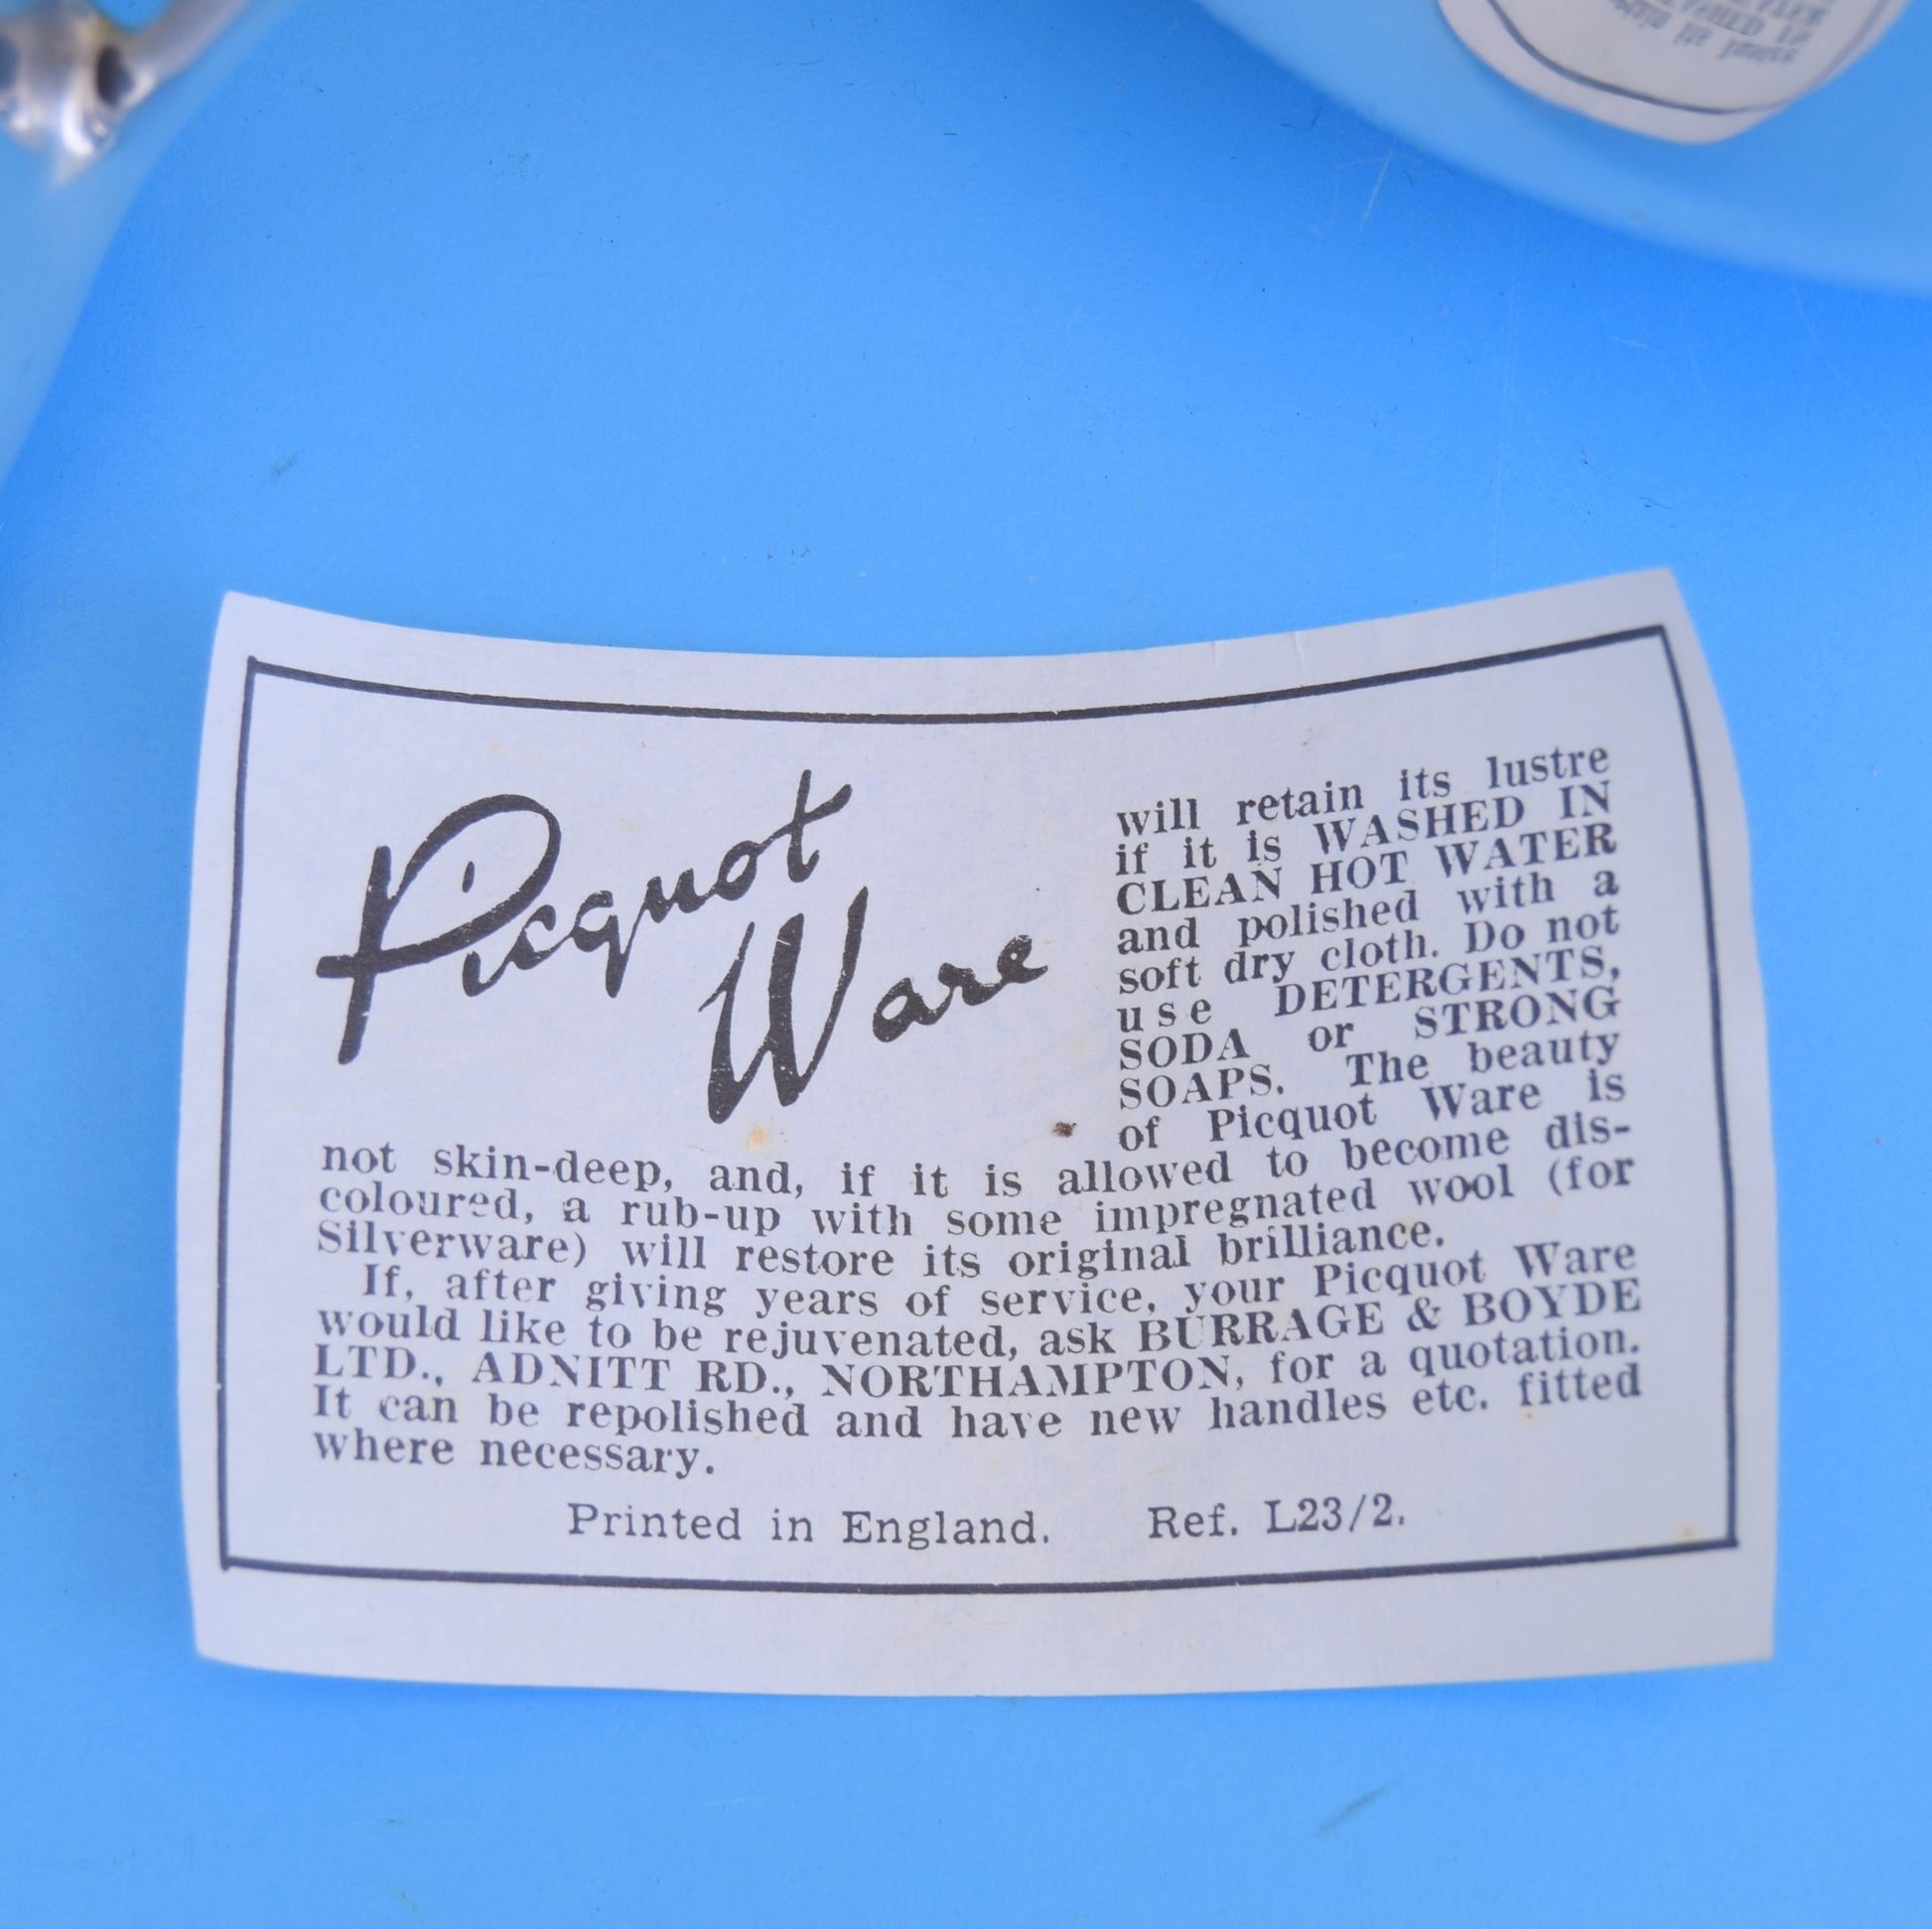 Picquot
Ware
will retain its lustre
if it is WASHED IN
CLEAN HOT WATER
and polished with a
soft dry cloth. Do not
use DETERGENTS,
SODA or STRONG
SOAPS. The beauty
of Picquot Ware is
not skin-deep, and, if it is allowed to become dis-
coloured, a rub-up with some impregnated wool (for
Silverware) will restore its original brilliance.
If, after giving years of service, your Picquot Ware
would like to be rejuvenated, ask BURRAGE & BOYDE
LTD., ADNITT RD., NORTHAMPTON, for a quotation.
It can be repolished and have new handles etc. fitted
where necessary.
Printed in England. Ref. L23/2.